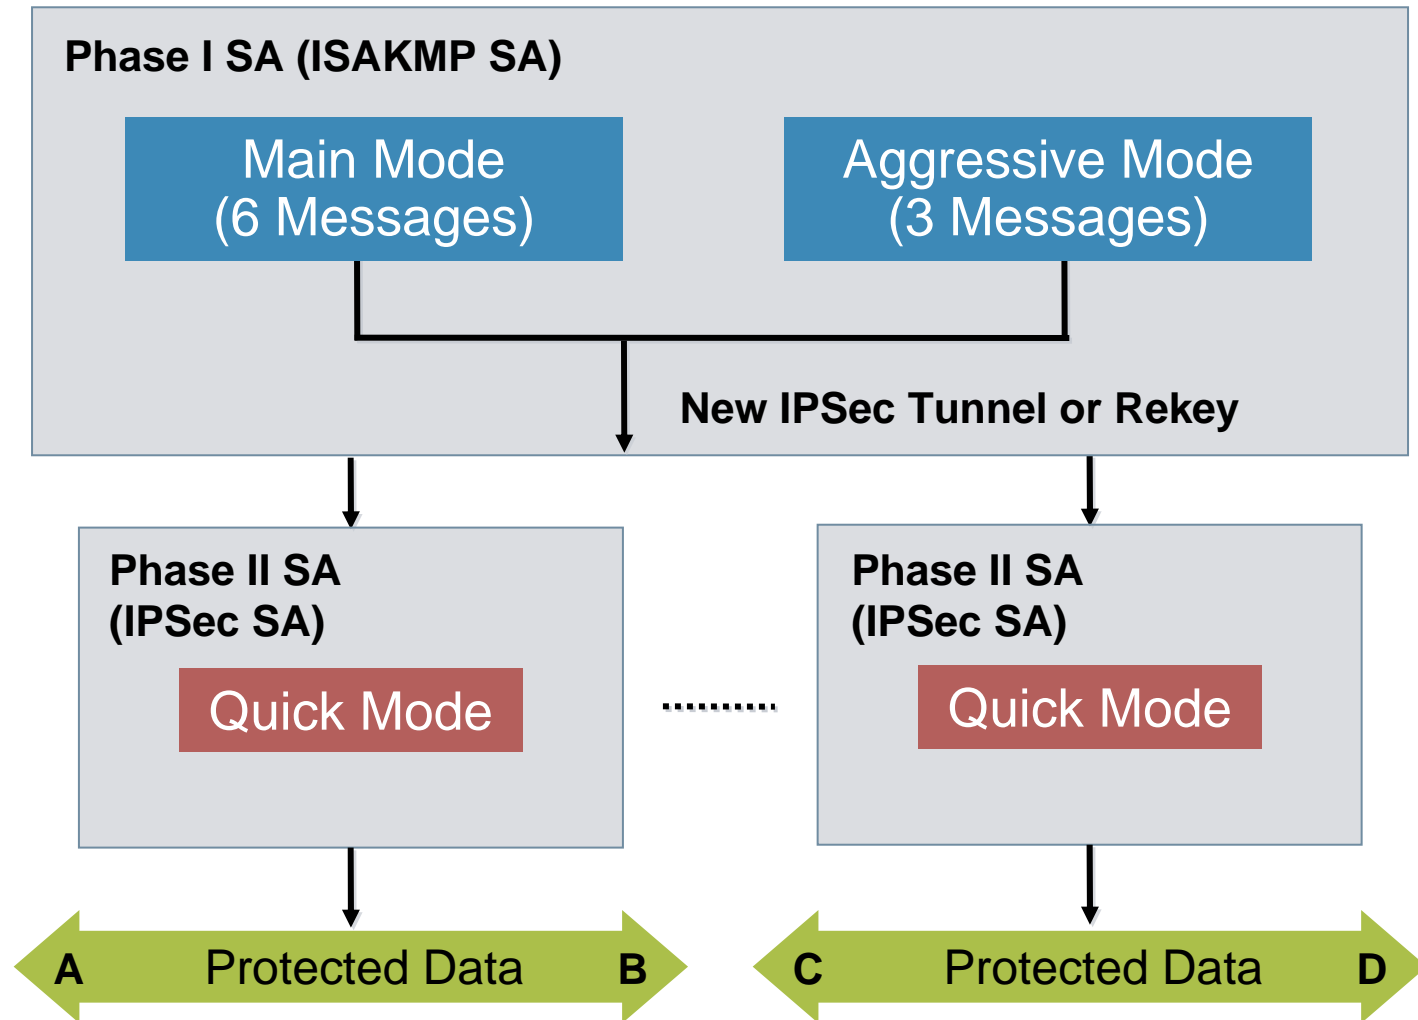 Phase I SA (ISAKMP SA)
Main Mode
(6 Messages)
Aggressive Mode
(3 Messages)
New IPSec Tunnel or Rekey
Phase II SA
(IPSec SA)
Quick Mode
Phase II SA
(IPSec SA)
Quick Mode
A Protected Data B
C Protected Data D